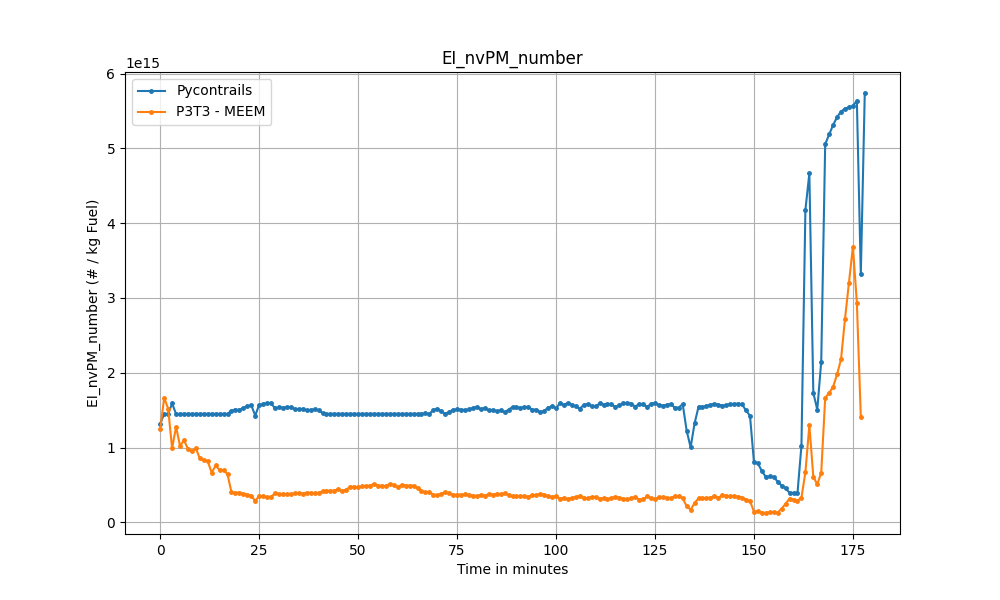 EI_nvPM_number
1e15
Pycontrails
P3T3 - MEEM
EI_nvPM_number (# / kg Fuel)
6
5
4
3
2
1
0
0 25 50 75 100 125 150 175
Time in minutes